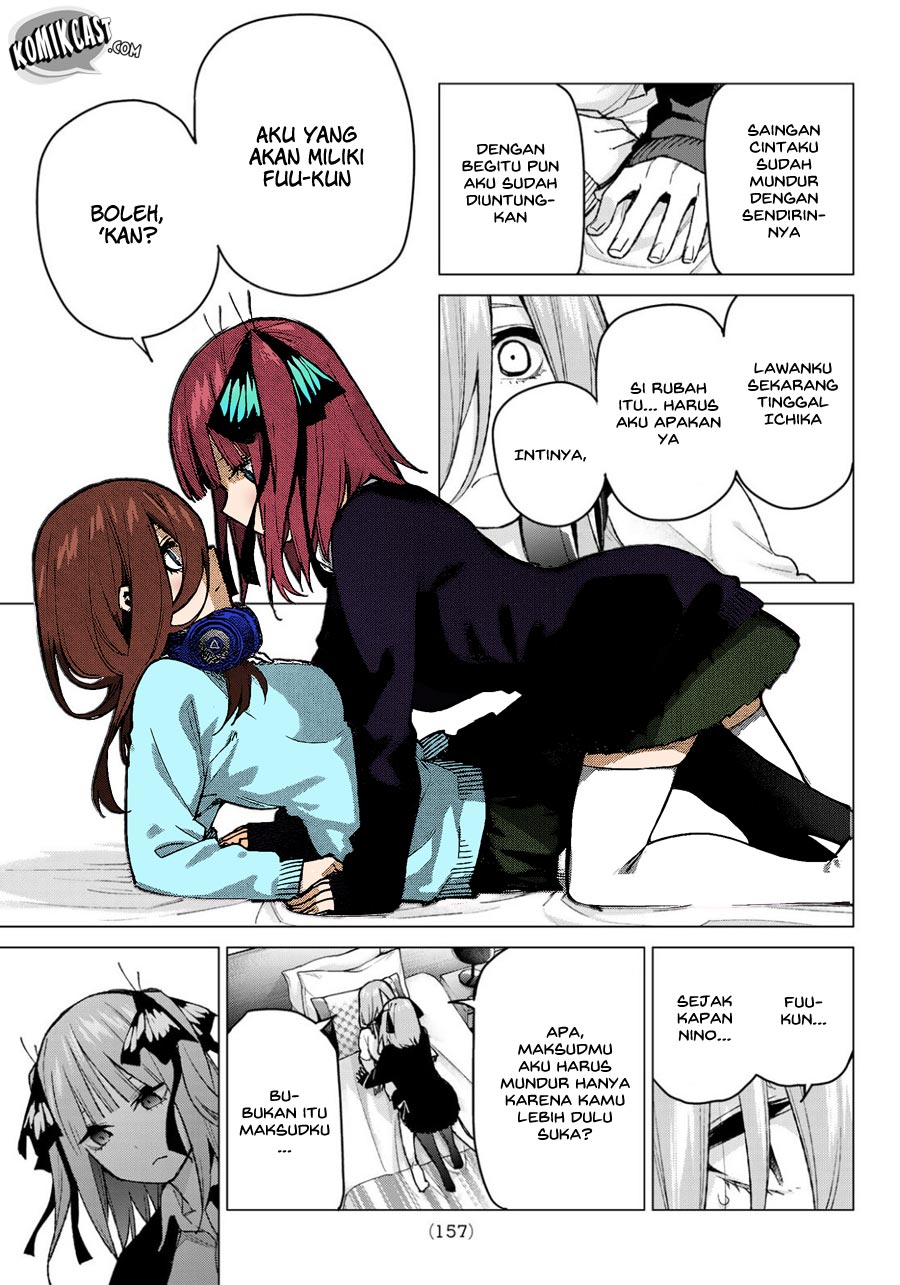 KOMIKCAST
.COM
SAINGAN
CINTAKU
SUDAH
MUNDUR
DENGAN
SENDIRIN-
NYA
DENGAN
BEGITU PUN
AKU SUDAH
DIUNTUNG-
KAN
LAWANKU
SEKARANG
TINGGAL
ICHIKA
SI RUBAH
ITU... HARUS
AKU APAKAN
YA
INTINYA,
AKU YANG
AKAN MILIKI
FUU-KUN
BOLEH,
'KAN?
FUU-
KUN...
SEJAK
KAPAN
NINO...
APA,
MAKSUDMU
AKU HARUS
MUNDUR HANYA
KARENA KAMU
LEBIH DULU
SUKA?
BU-
BUKAN ITU
MAKSUDKU
...
(157)